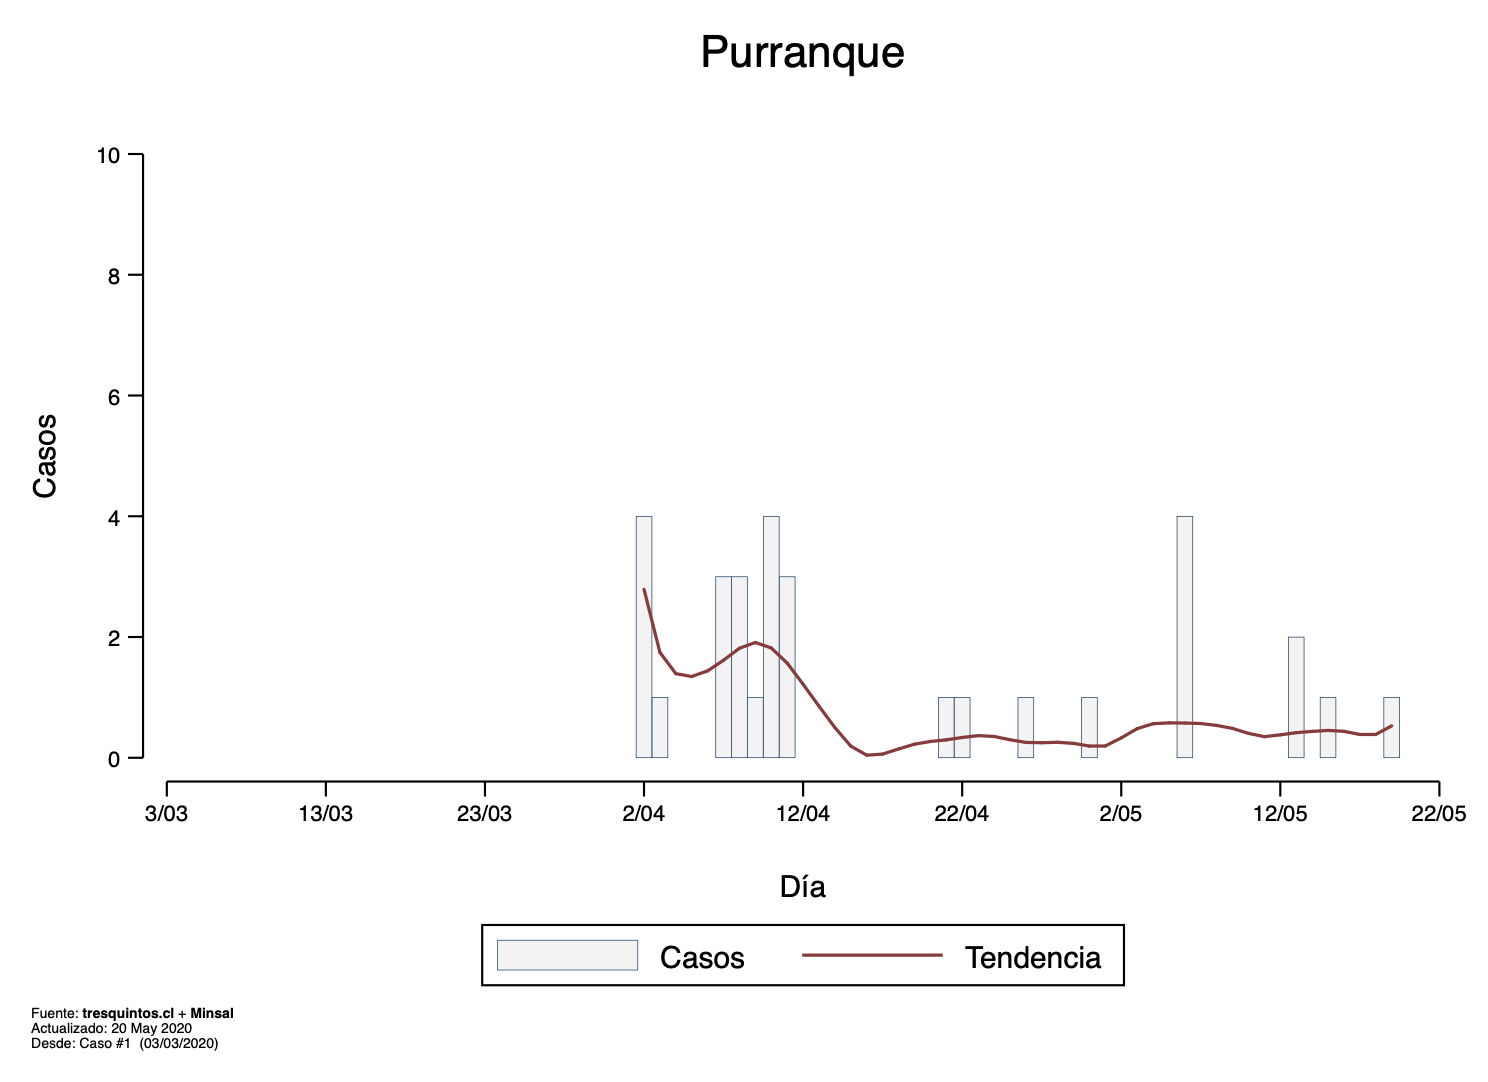 Purranque
10
8
6
4
2
0
Casos
3/03 13/03 23/03 2/04 12/04 22/04 2/05 12/05 22/05
Día
Casos Tendencia
Fuente: tresquintos.cl + Minsal
Actualizado: 20 May 2020
Desde: Caso #1 (03/03/2020)